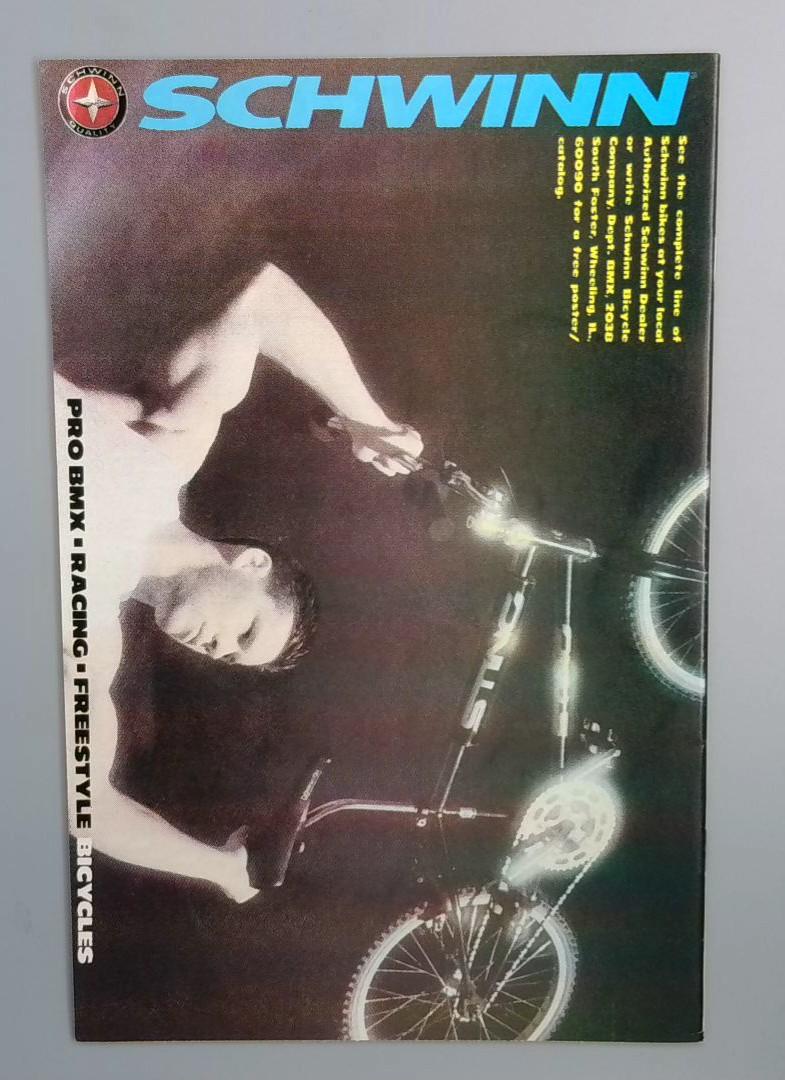 SCHWINN
QUALITY
SCHWINN
See the complete line of
Schwinn bikes at your local
Authorized Schwinn Dealer
or write Schwinn Bicycle
Company, Dept. BMX, 2038
South Foster, Wheeling, IL,
60090 for a free poster/
catalog.
STING
PRO BMX • RACING • FREESTYLE BICYCLES